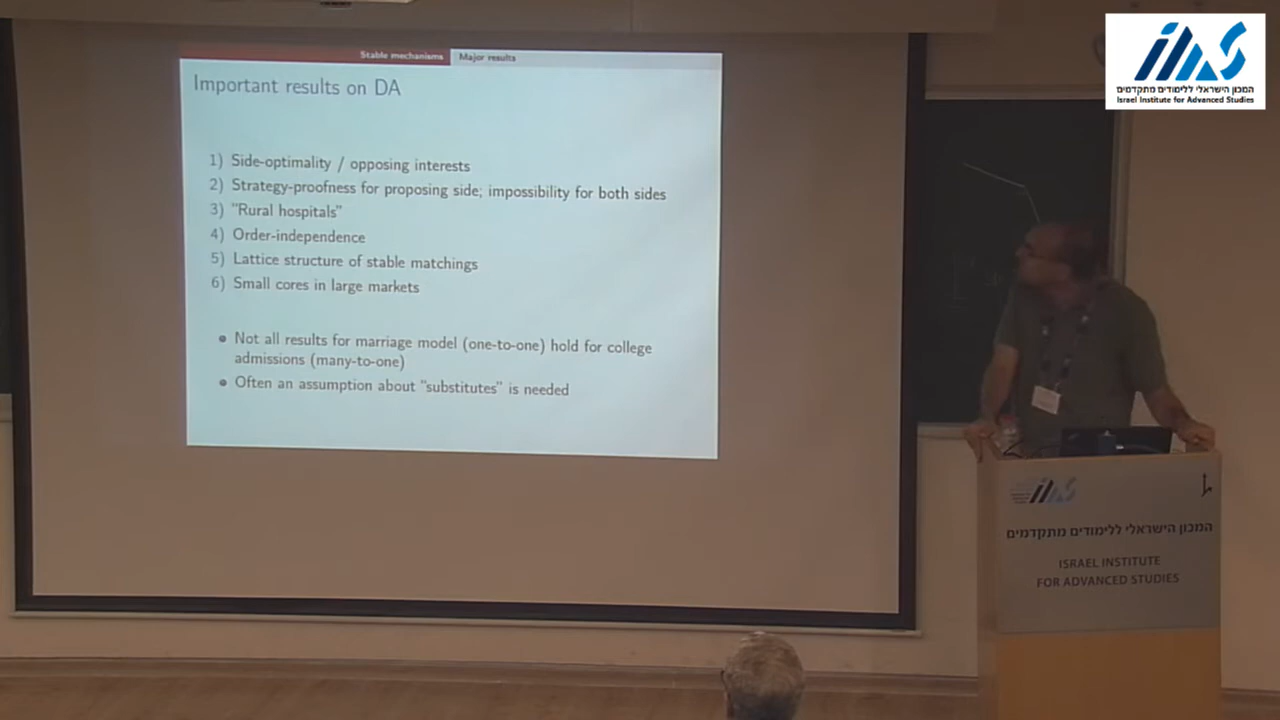 Stable mechanisms
Major results
Important results on DA
1) Side-optimality / opposing interests
2) Strategy-proofness for proposing side; impossibility for both sides
3) "Rural hospitals"
4) Order-independence
5) Lattice structure of stable matchings
6) Small cores in large markets
Not all results for marriage model (one-to-one) hold for college
admissions (many-to-one)
Often an assumption about "substitutes" is needed
המכון הישראלי ללימודים מתקדמים
Israel Institute for Advanced Studies
המכון הישראלי ללימודים מתקדמים
ISRAEL INSTITUTE
FOR ADVANCED STUDIES